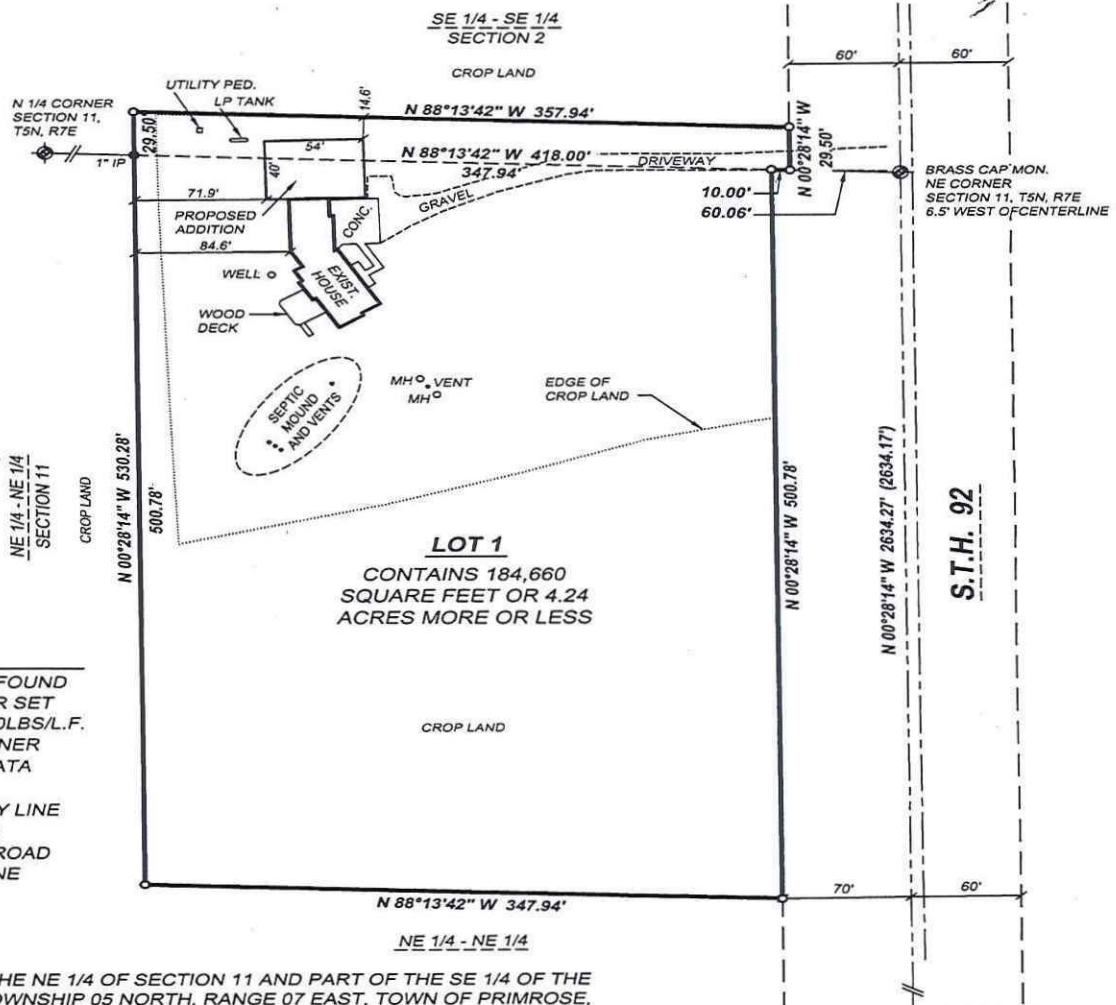 SE 1/4 - SE 1/4
SECTION 2
CROP LAND
60'
60'
UTILITY PED.
LP TANK
N 1/4 CORNER
SECTION 11,
T5N, R7E
1" IP
29.50'
14.6'
N 88°13'42" W 357.94'
N 00°28'14" W
29.50'
54'
40'
N 88°13'42" W 418.00'
347.94'
DRIVEWAY
GRAVEL
10.00'
60.06'
BRASS CAP MON.
NE CORNER
SECTION 11, T5N, R7E
6.5' WEST OF CENTERLINE
71.9'
PROPOSED
ADDITION
CONC.
84.6'
WELL
EXIST.
HOUSE
WOOD
DECK
SEPTIC
MOUND
AND VENTS
MH
VENT
MH
EDGE OF
CROP LAND
NE 1/4 - NE 1/4
SECTION 11
CROP LAND
N 00°28'14" W 530.28'
500.78'
LOT 1
CONTAINS 184,660
SQUARE FEET OR 4.24
ACRES MORE OR LESS
N 00°28'14" W 500.78'
N 00°28'14" W 2634.27' (2634.17')
S.T.H. 92
FOUND
R SET
0LBS/L.F.
NER
ATA
Y LINE
ROAD
NE
CROP LAND
N 88°13'42" W 347.94'
70'
60'
NE 1/4 - NE 1/4
HE NE 1/4 OF SECTION 11 AND PART OF THE SE 1/4 OF THE
OWNSHIP 05 NORTH, RANGE 07 EAST, TOWN OF PRIMROSE,